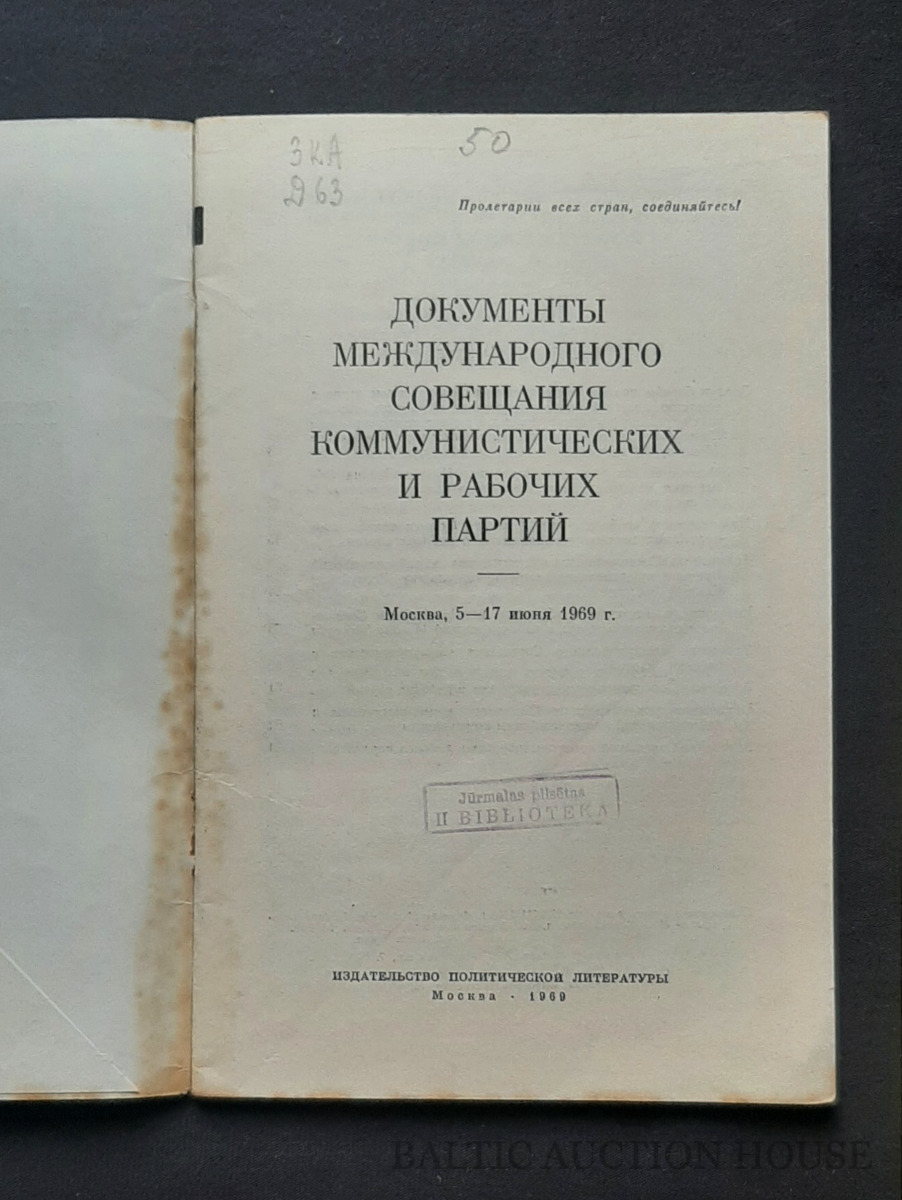 3КА
Д63
50
Пролетарии всех стран, соединяйтесь!
ДОКУМЕНТЫ
МЕЖДУНАРОДНОГО
СОВЕЩАНИЯ
КОММУНИСТИЧЕСКИХ
И РАБОЧИХ
ПАРТИЙ
Москва, 5—17 июня 1969 г.
Jūrmalas pilsētas
II BIBLIOTEKA
ИЗДАТЕЛЬСТВО ПОЛИТИЧЕСКОЙ ЛИТЕРАТУРЫ
Москва · 1969
BALTIC AUCTION HOUSE